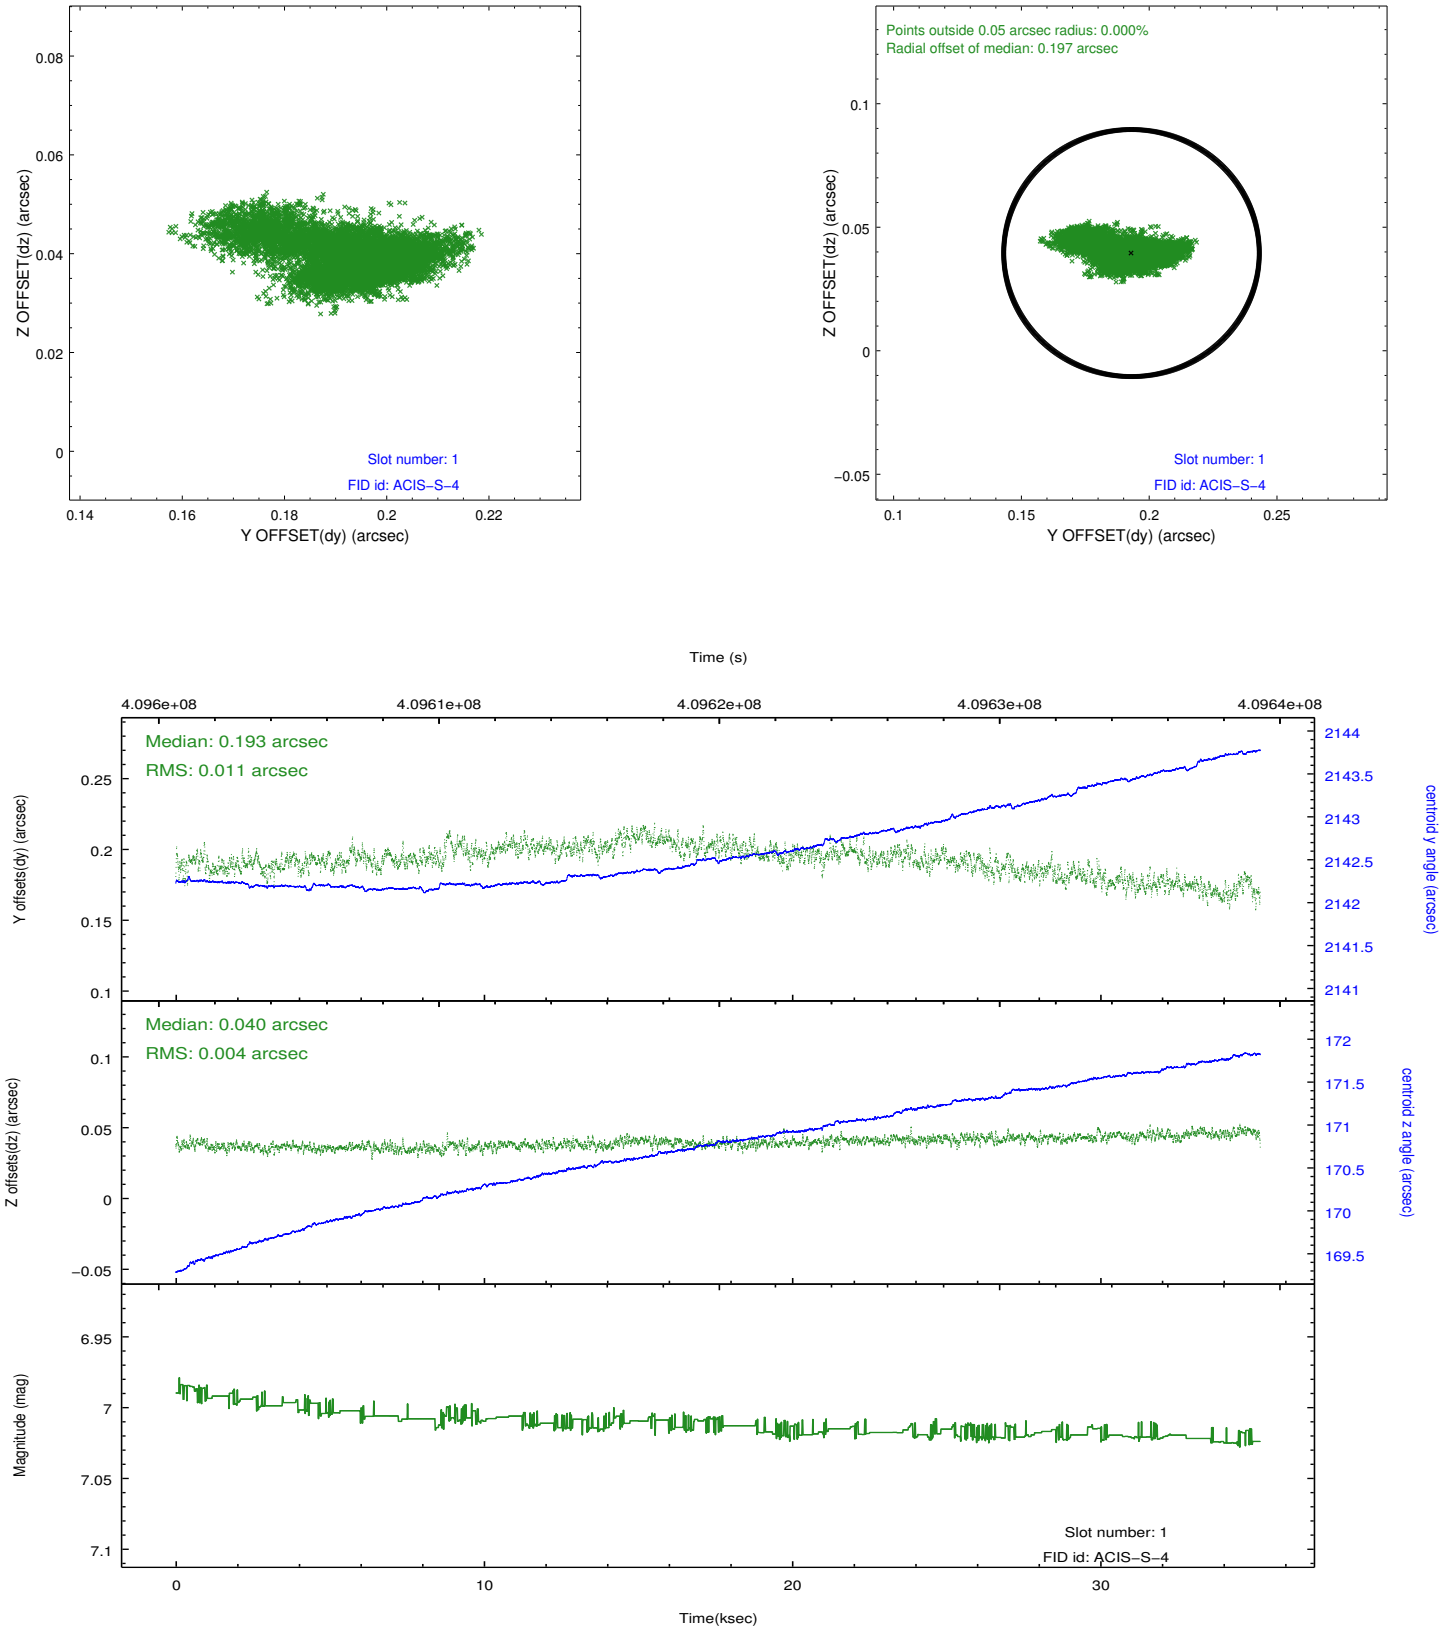 0.08
0.06
0.04
0.02
0
Z OFFSET(dz) (arcsec)
Slot number: 1
FID id: ACIS−S−4
0.14 0.16 0.18 0.2 0.22
Y OFFSET(dy) (arcsec)
Points outside 0.05 arcsec radius: 0.000%
Radial offset of median: 0.197 arcsec
0.1
0.05
0
−0.05
Z OFFSET(dz) (arcsec)
Slot number: 1
FID id: ACIS−S−4
0.1 0.15 0.2 0.25
Y OFFSET(dy) (arcsec)
Time (s)
4.096e+08 4.0961e+08 4.0962e+08 4.0963e+08 4.0964e+08
Median: 0.193 arcsec
RMS: 0.011 arcsec
0.25
0.2
0.15
0.1
Y offsets(dy) (arcsec)
2144
2143.5
2143
2142.5
2142
2141.5
2141
centroid y angle (arcsec)
Median: 0.040 arcsec
RMS: 0.004 arcsec
0.1
0.05
0
−0.05
Z offsets(dz) (arcsec)
172
171.5
171
170.5
170
169.5
centroid z angle (arcsec)
6.95
7
7.05
7.1
Magnitude (mag)
Slot number: 1
FID id: ACIS−S−4
0 10 20 30
Time(ksec)